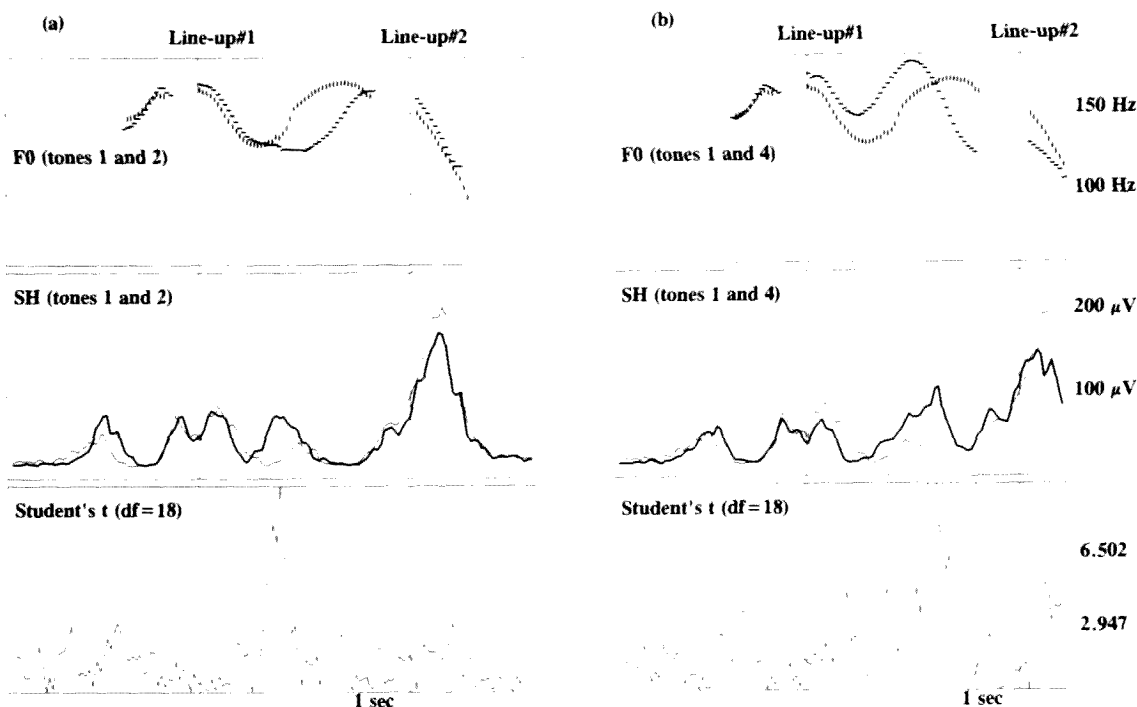 (a)
Line-up#1 Line-up#2
F0 (tones 1 and 2)
SH (tones 1 and 2)
Student's t (df=18)
1 sec
(b)
Line-up#1 Line-up#2
150 Hz
F0 (tones 1 and 4)
100 Hz
SH (tones 1 and 4)
200 μV
100 μV
Student's t (df=18)
6.502
2.947
1 sec